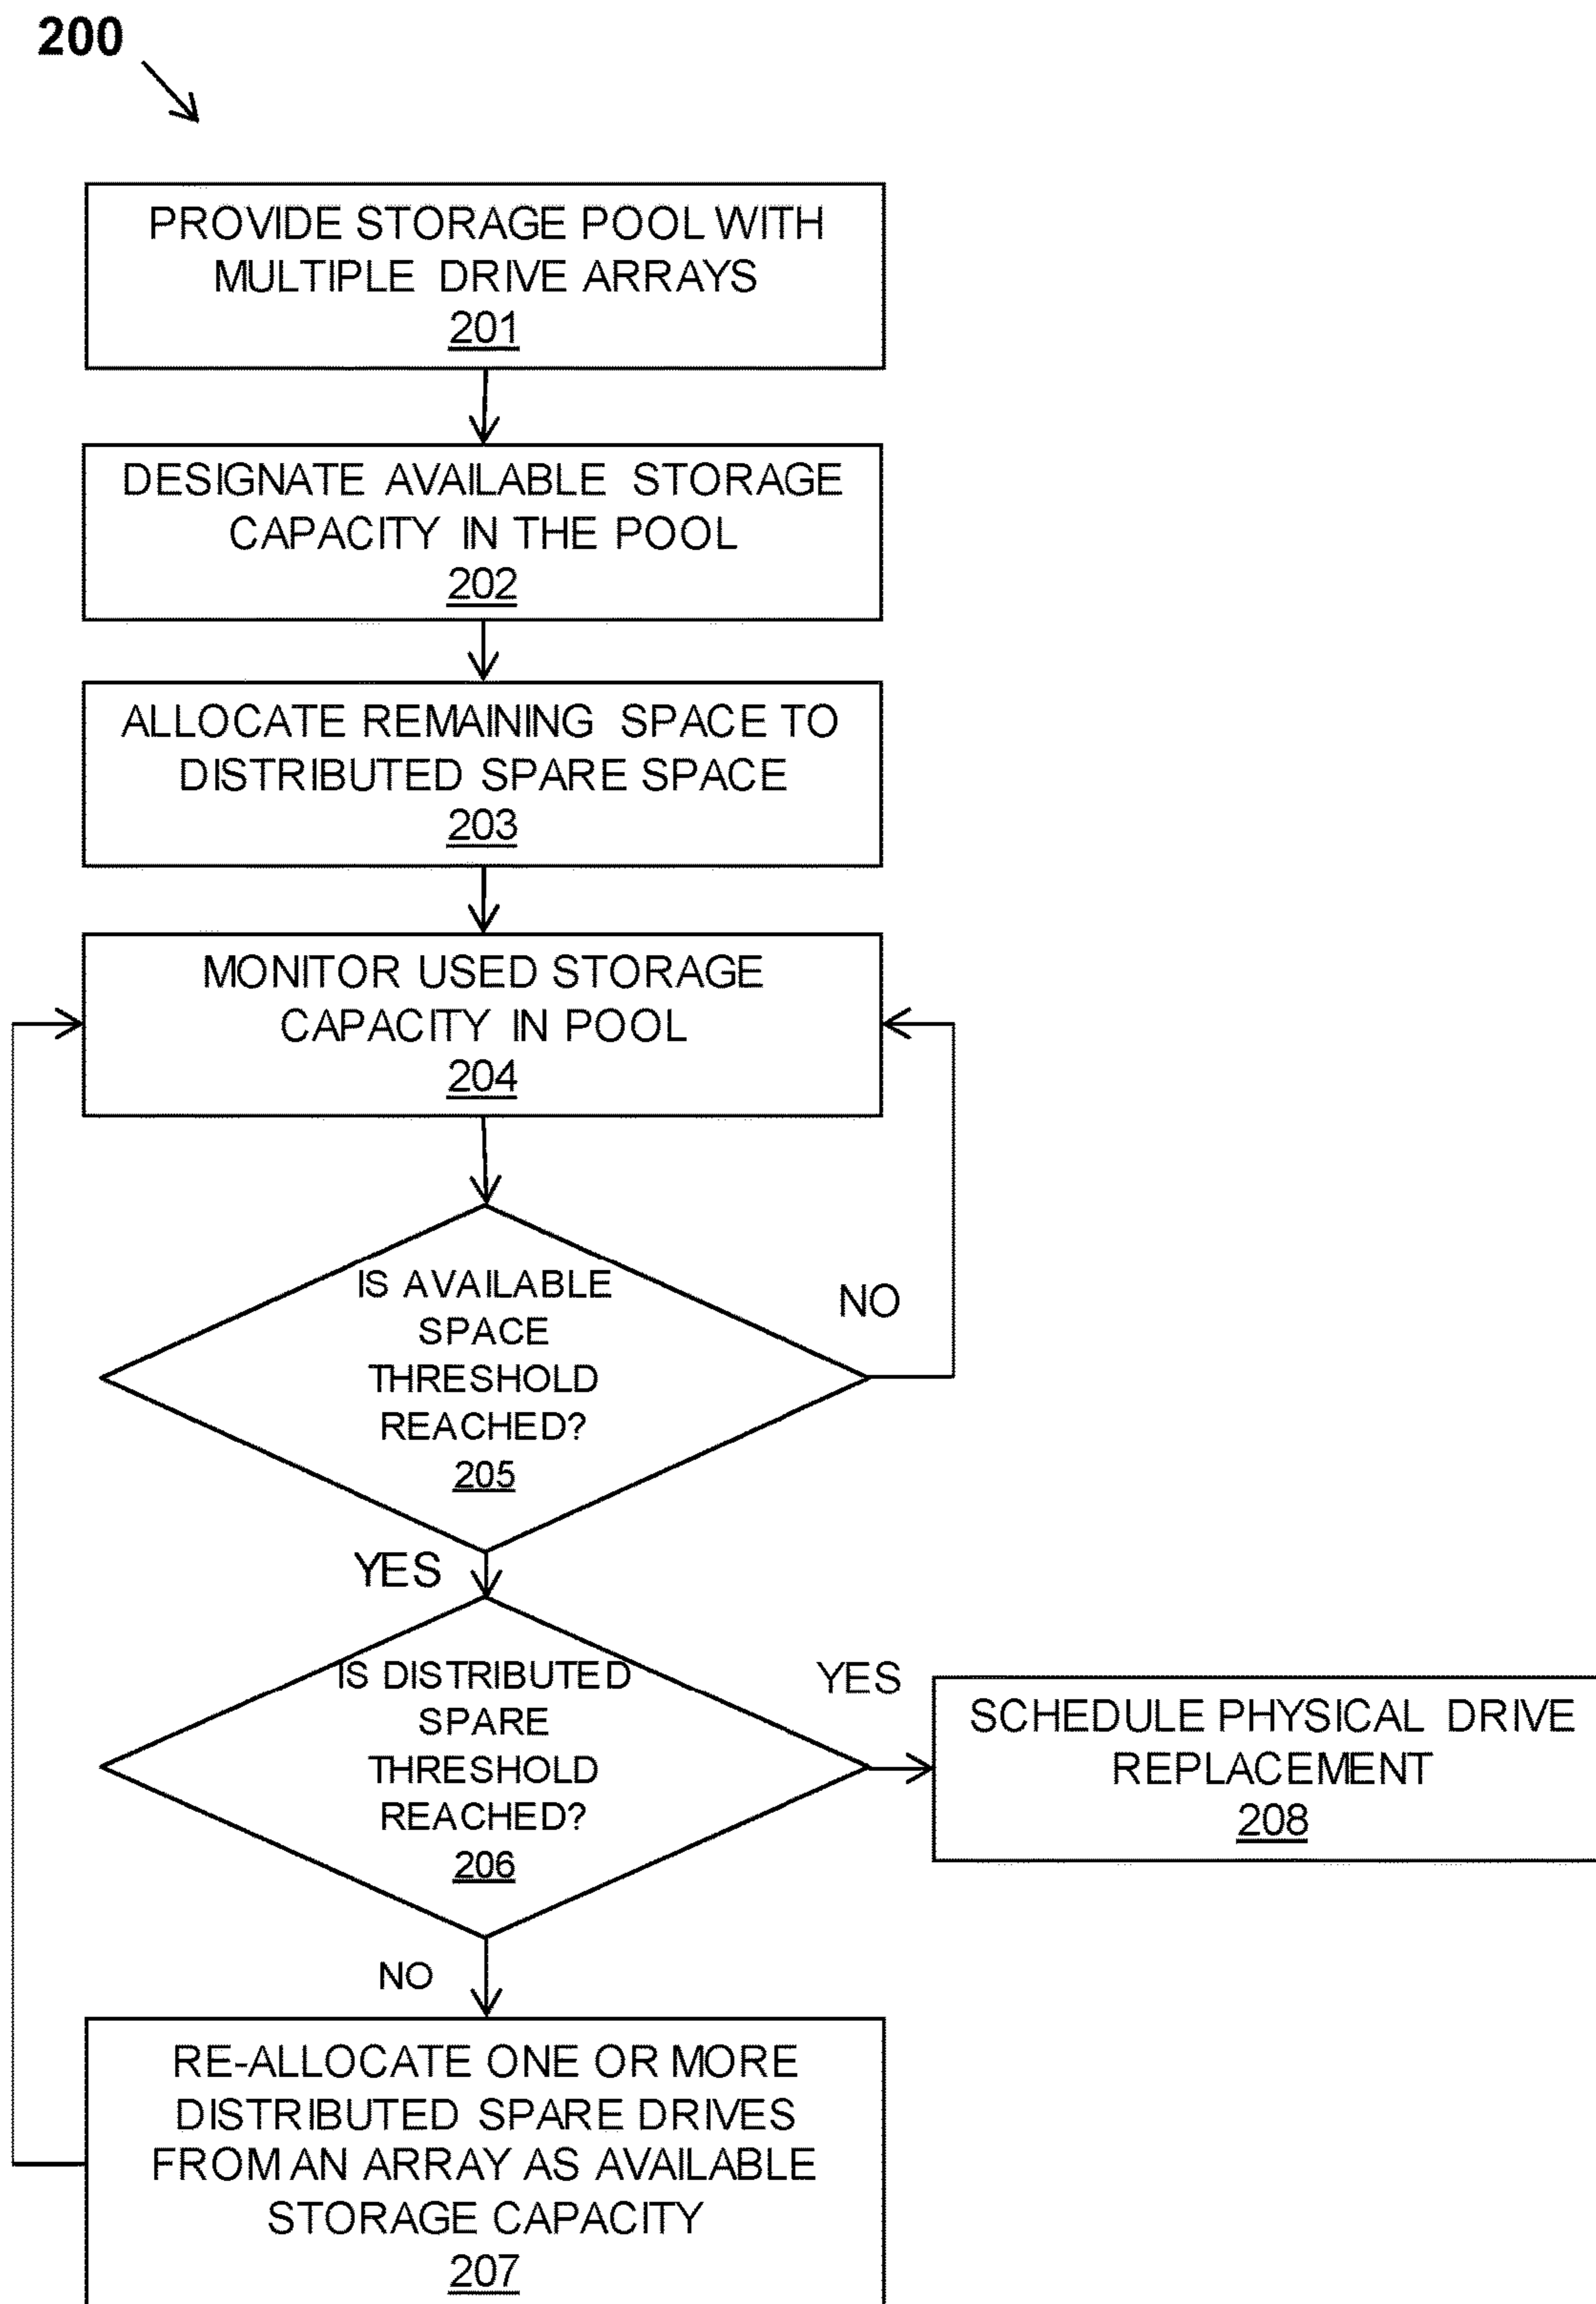 200
PROVIDE STORAGE POOL WITH
MULTIPLE DRIVE ARRAYS
201
DESIGNATE AVAILABLE STORAGE
CAPACITY IN THE POOL
202
ALLOCATE REMAINING SPACE TO
DISTRIBUTED SPARE SPACE
203
MONITOR USED STORAGE
CAPACITY IN POOL
204
IS AVAILABLE
SPACE
THRESHOLD
REACHED?
205
NO
YES
IS DISTRIBUTED
SPARE
THRESHOLD
REACHED?
206
YES
SCHEDULE PHYSICAL DRIVE
REPLACEMENT
208
NO
RE-ALLOCATE ONE OR MORE
DISTRIBUTED SPARE DRIVES
FROM AN ARRAY AS AVAILABLE
STORAGE CAPACITY
207